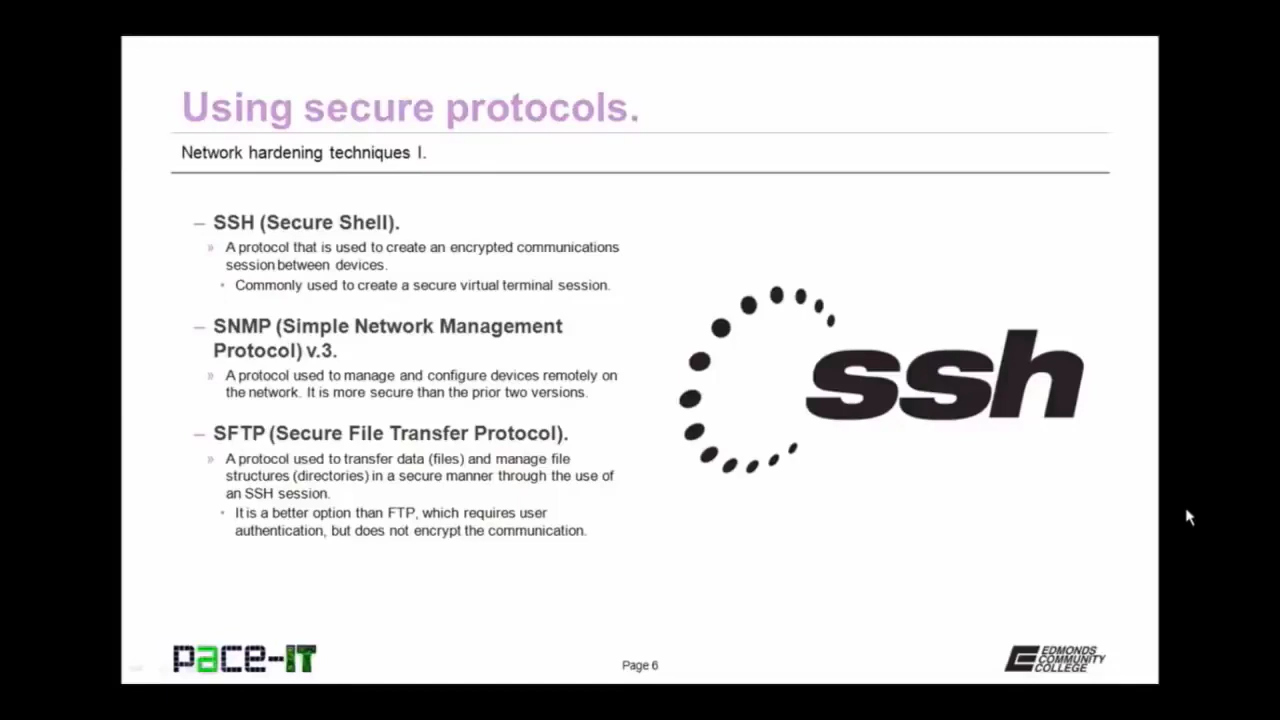 Using secure protocols.
Network hardening techniques I.
– SSH (Secure Shell).
» A protocol that is used to create an encrypted communications
session between devices.
• Commonly used to create a secure virtual terminal session.
– SNMP (Simple Network Management
Protocol) v.3.
» A protocol used to manage and configure devices remotely on
the network. It is more secure than the prior two versions.
– SFTP (Secure File Transfer Protocol).
» A protocol used to transfer data (files) and manage file
structures (directories) in a secure manner through the use of
an SSH session.
• It is a better option than FTP, which requires user
authentication, but does not encrypt the communication.
ssh
pace-IT
Page 6
EDMONDS
COMMUNITY
COLLEGE